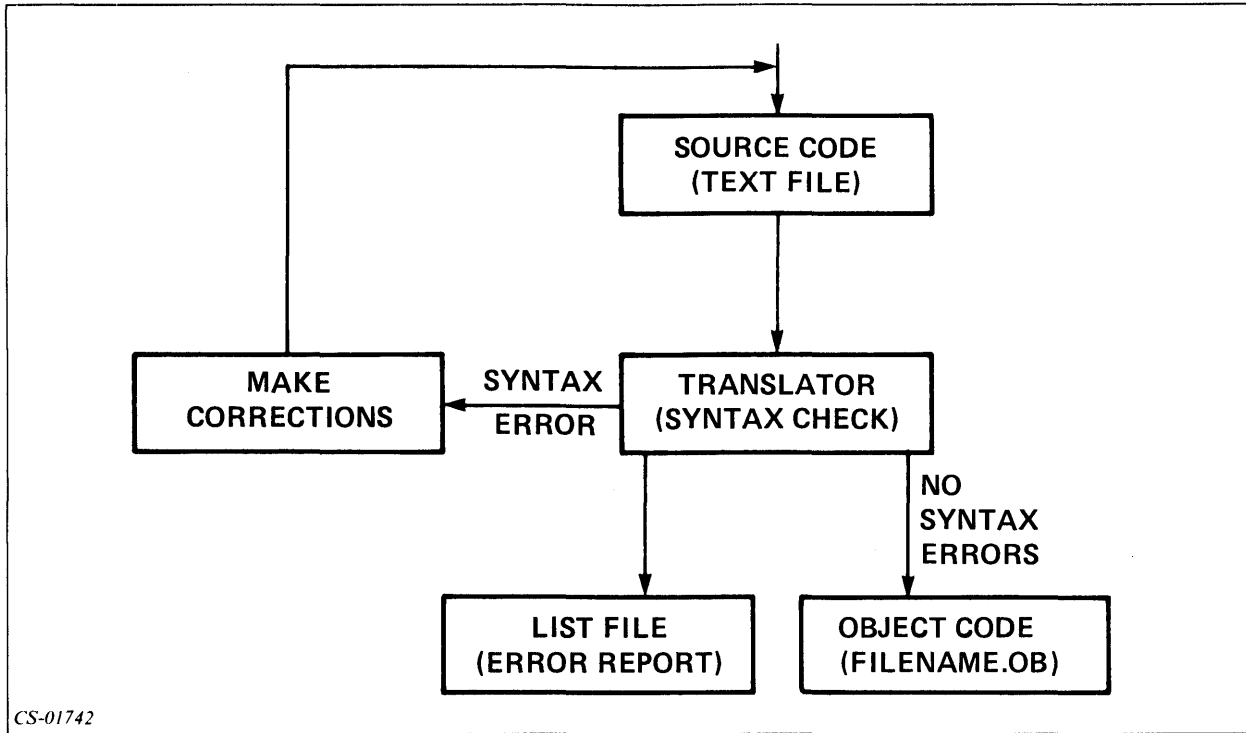 SOURCE CODE
(TEXT FILE)
MAKE
CORRECTIONS
SYNTAX
ERROR
TRANSLATOR
(SYNTAX CHECK)
NO
SYNTAX
ERRORS
LIST FILE
(ERROR REPORT)
OBJECT CODE
(FILENAME.OB)
CS-01742